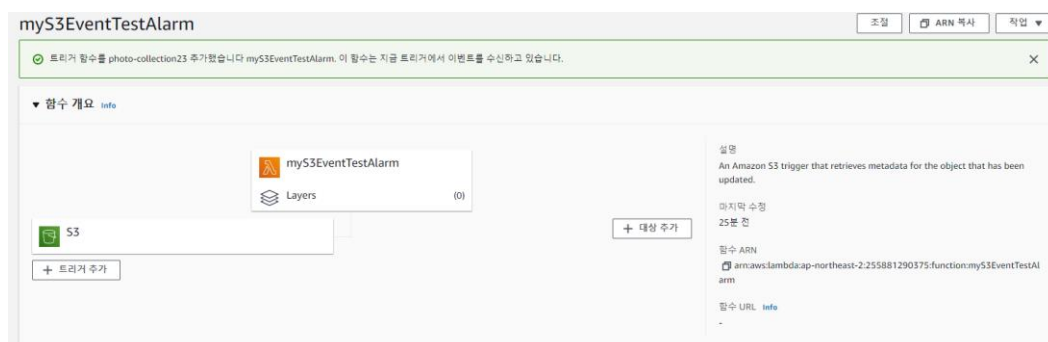 myS3EventTestAlarm
조절
ARN 복사
작업 ▼
트리거 함수를 photo-collection23 추가했습니다 myS3EventTestAlarm. 이 함수는 지금 트리거에서 이벤트를 수신하고 있습니다.
▼ 함수 개요 Info
myS3EventTestAlarm
Layers (0)
S3
+ 트리거 추가
+ 대상 추가
설명
An Amazon S3 trigger that retrieves metadata for the object that has been
updated.
마지막 수정
25분 전
함수 ARN
arn:aws:lambda:ap-northeast-2:255881290375:function:myS3EventTestAl
arm
함수 URL Info
-